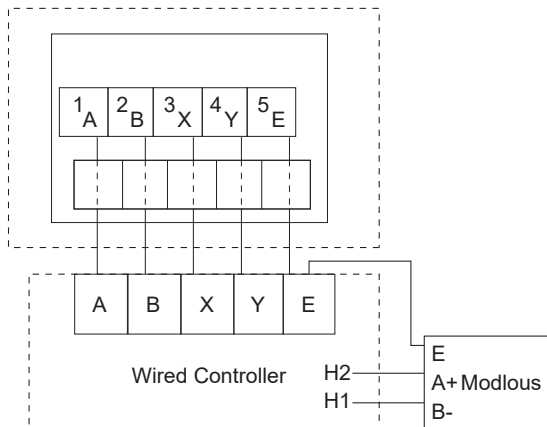 1A 2B 3X 4Y 5E
A B X Y E
Wired Controller
H2
H1
E
A+ Modlous
B-